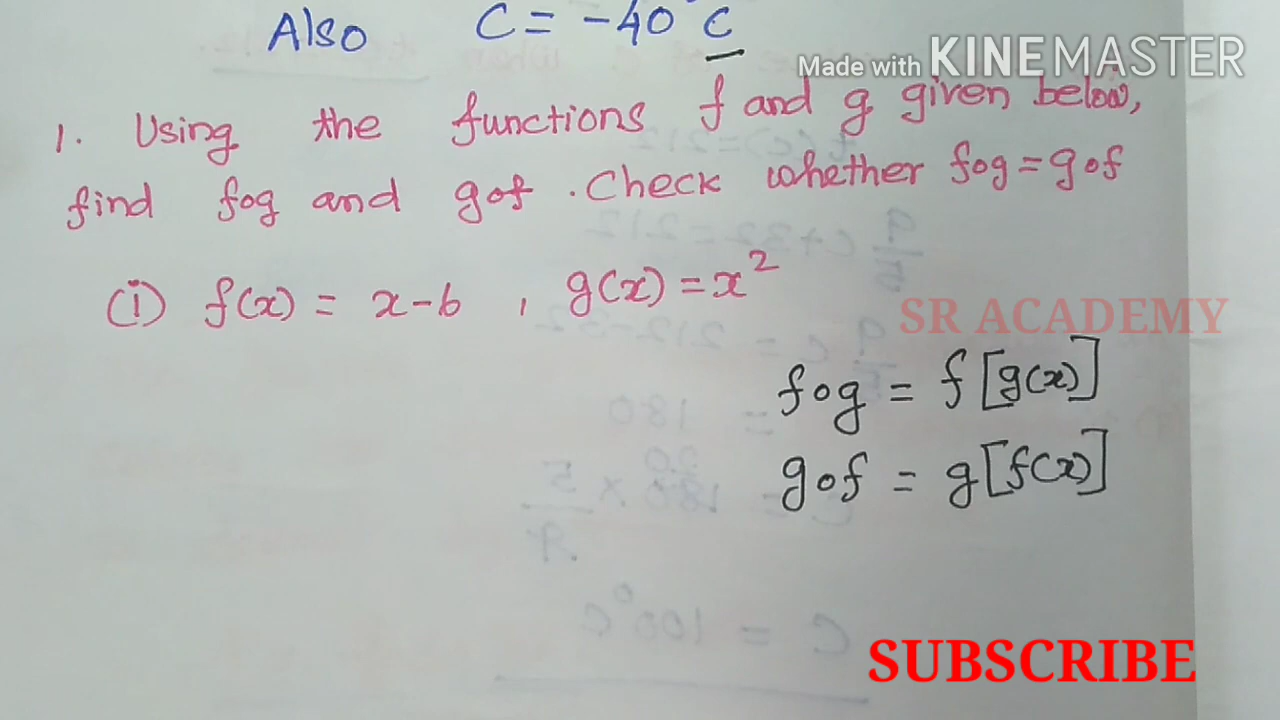 Also C = -40°C
Made with KINEMASTER
1. Using the functions f and g given below,
find fog and gof. Check whether fog = gof
(i) f(x) = x-6 , g(x) = x²
SR ACADEMY
fog = f[g(x)]
gof = g[f(x)]
SUBSCRIBE